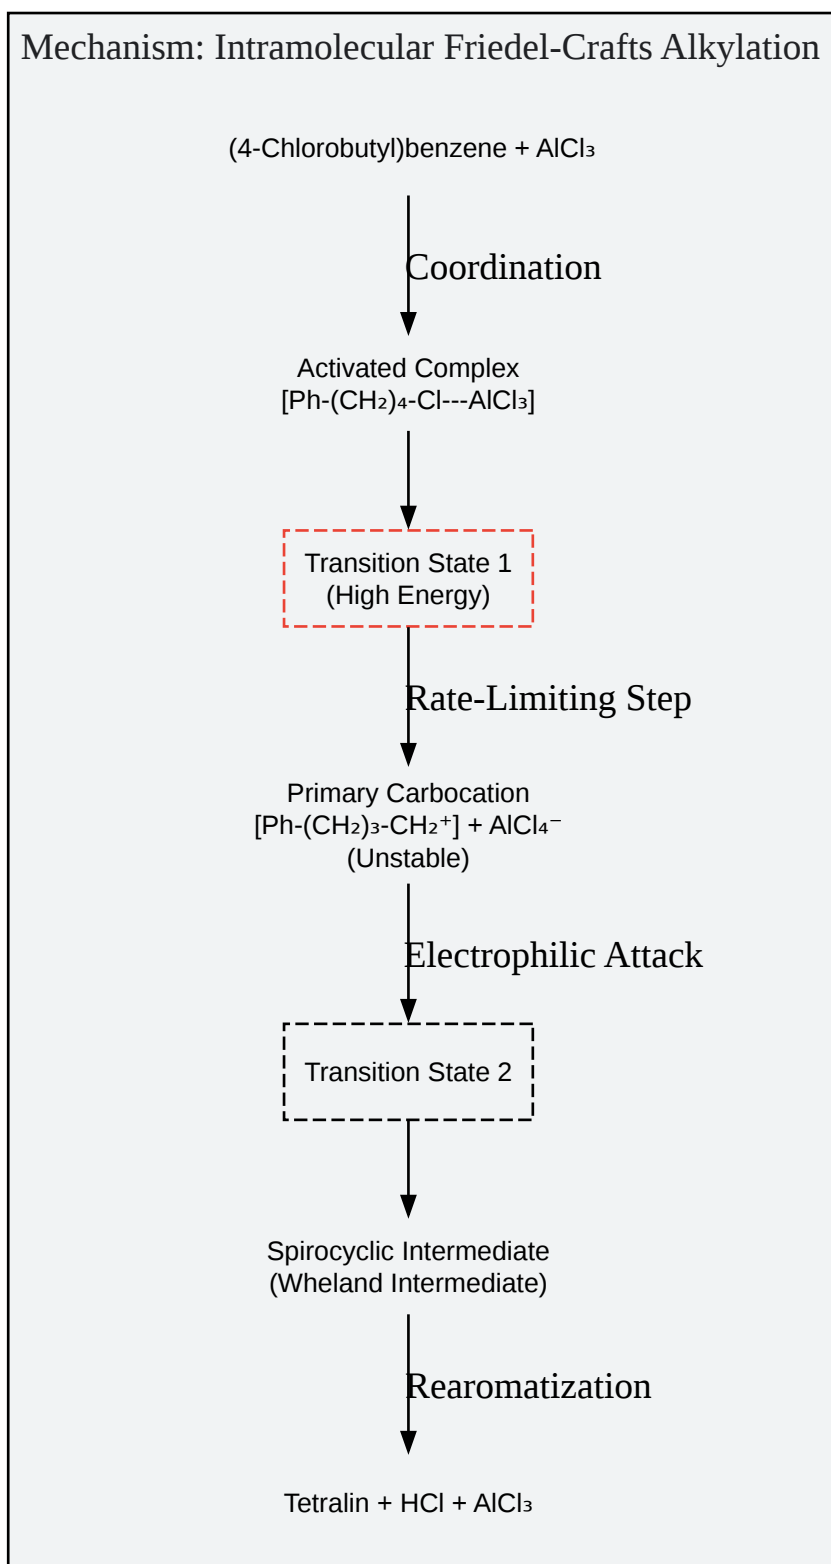 Mechanism: Intramolecular Friedel-Crafts Alkylation
(4-Chlorobutyl)benzene + AlCl₃
Coordination
Activated Complex
[Ph-(CH₂)₄-Cl---AlCl₃]
Transition State 1
(High Energy)
Rate-Limiting Step
Primary Carbocation
[Ph-(CH₂)₃-CH₂⁺] + AlCl₄⁻
(Unstable)
Electrophilic Attack
Transition State 2
Spirocyclic Intermediate
(Wheland Intermediate)
Rearomatization
Tetralin + HCl + AlCl₃